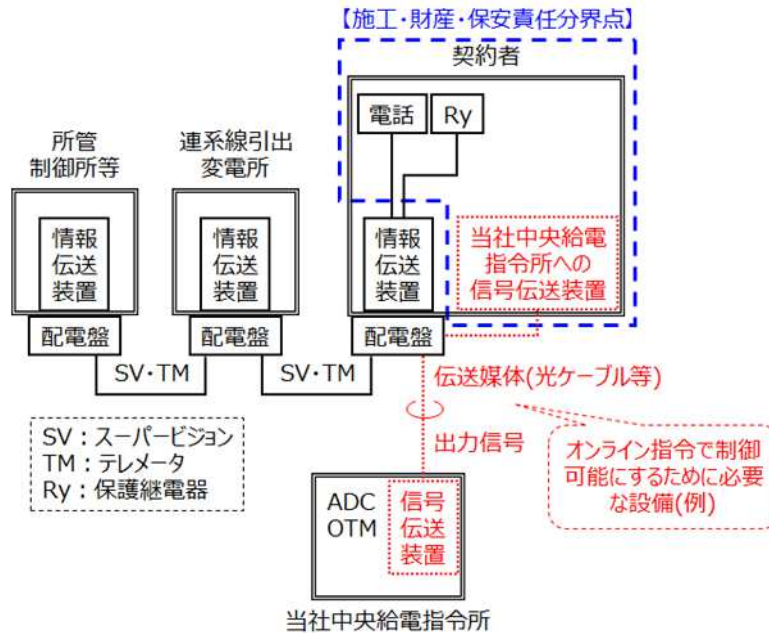 【施工・財産・保安責任分界点】
契約者
電話
Ry
所管
制御所等
連系線引出
変電所
情報
伝送
装置
情報
伝送
装置
情報
伝送
装置
当社中央給電
指令所への
信号伝送装置
配電盤
配電盤
配電盤
SV・TM
SV・TM
伝送媒体(光ケーブル等)
出力信号
SV：スーパービジョン
TM：テレメータ
Ry：保護継電器
オンライン指令で制御
可能にするために必要
な設備(例)
ADC
OTM
信号
伝送
装置
当社中央給電指令所